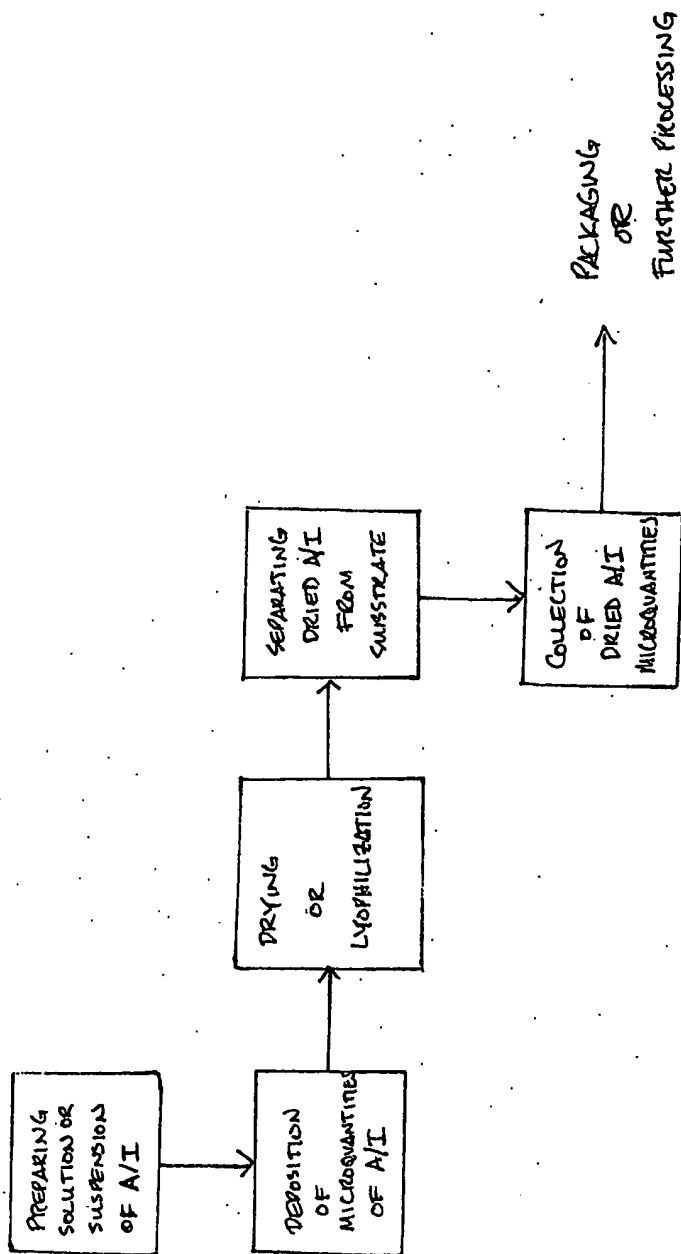 PREPARING
SOLUTION OR
SUSPENSION
OF A/I
DEPOSITION
OF
MICROQUANTITIES
OF A/I
DRYING
OR
LYOPHILIZATION
SEPARATING
DRIED A/I
FROM
SUBSTRATE
COLLECTION
OF
DRIED A/I
MICROQUANTITIES
PACKAGING
OR
FURTHER PROCESSING